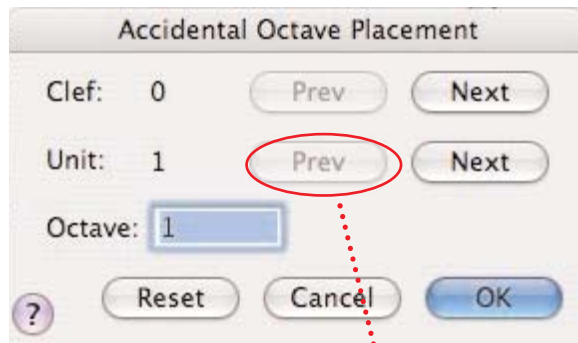 Accidental Octave Placement
Clef: 0 Prev Next
Unit: 1 Prev Next
Octave: 1
? Reset Cancel OK